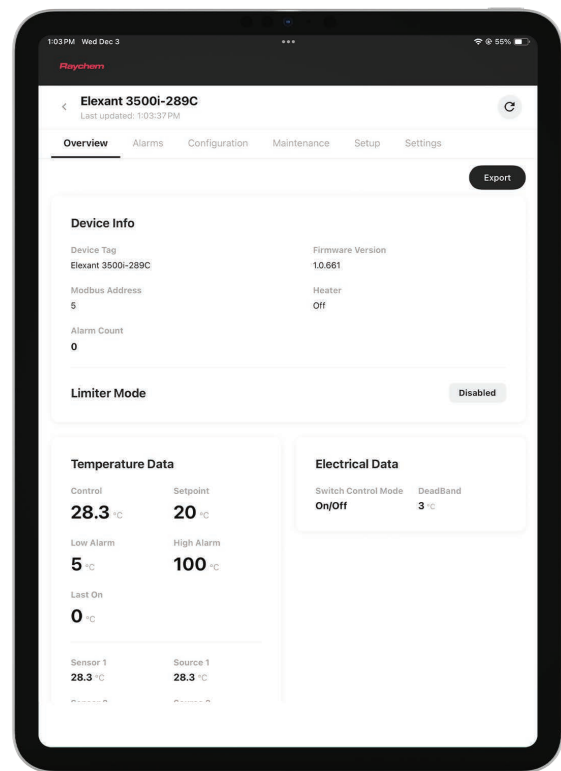 1:03 PM Wed Dec 3
55%
Raychem
Elexant 3500i-289C
Last updated: 1:03:37 PM
Overview Alarms Configuration Maintenance Setup Settings
Export
Device Info
Device Tag
Elexant 3500i-289C
Firmware Version
1.0.661
Modbus Address
5
Heater
Off
Alarm Count
0
Limiter Mode
Disabled
Temperature Data
Control Setpoint
28.3 °C 20 °C
Low Alarm High Alarm
5 °C 100 °C
Last On
0 °C
Sensor 1 Source 1
28.3 °C 28.3 °C
Electrical Data
Switch Control Mode DeadBand
On/Off 3 °C